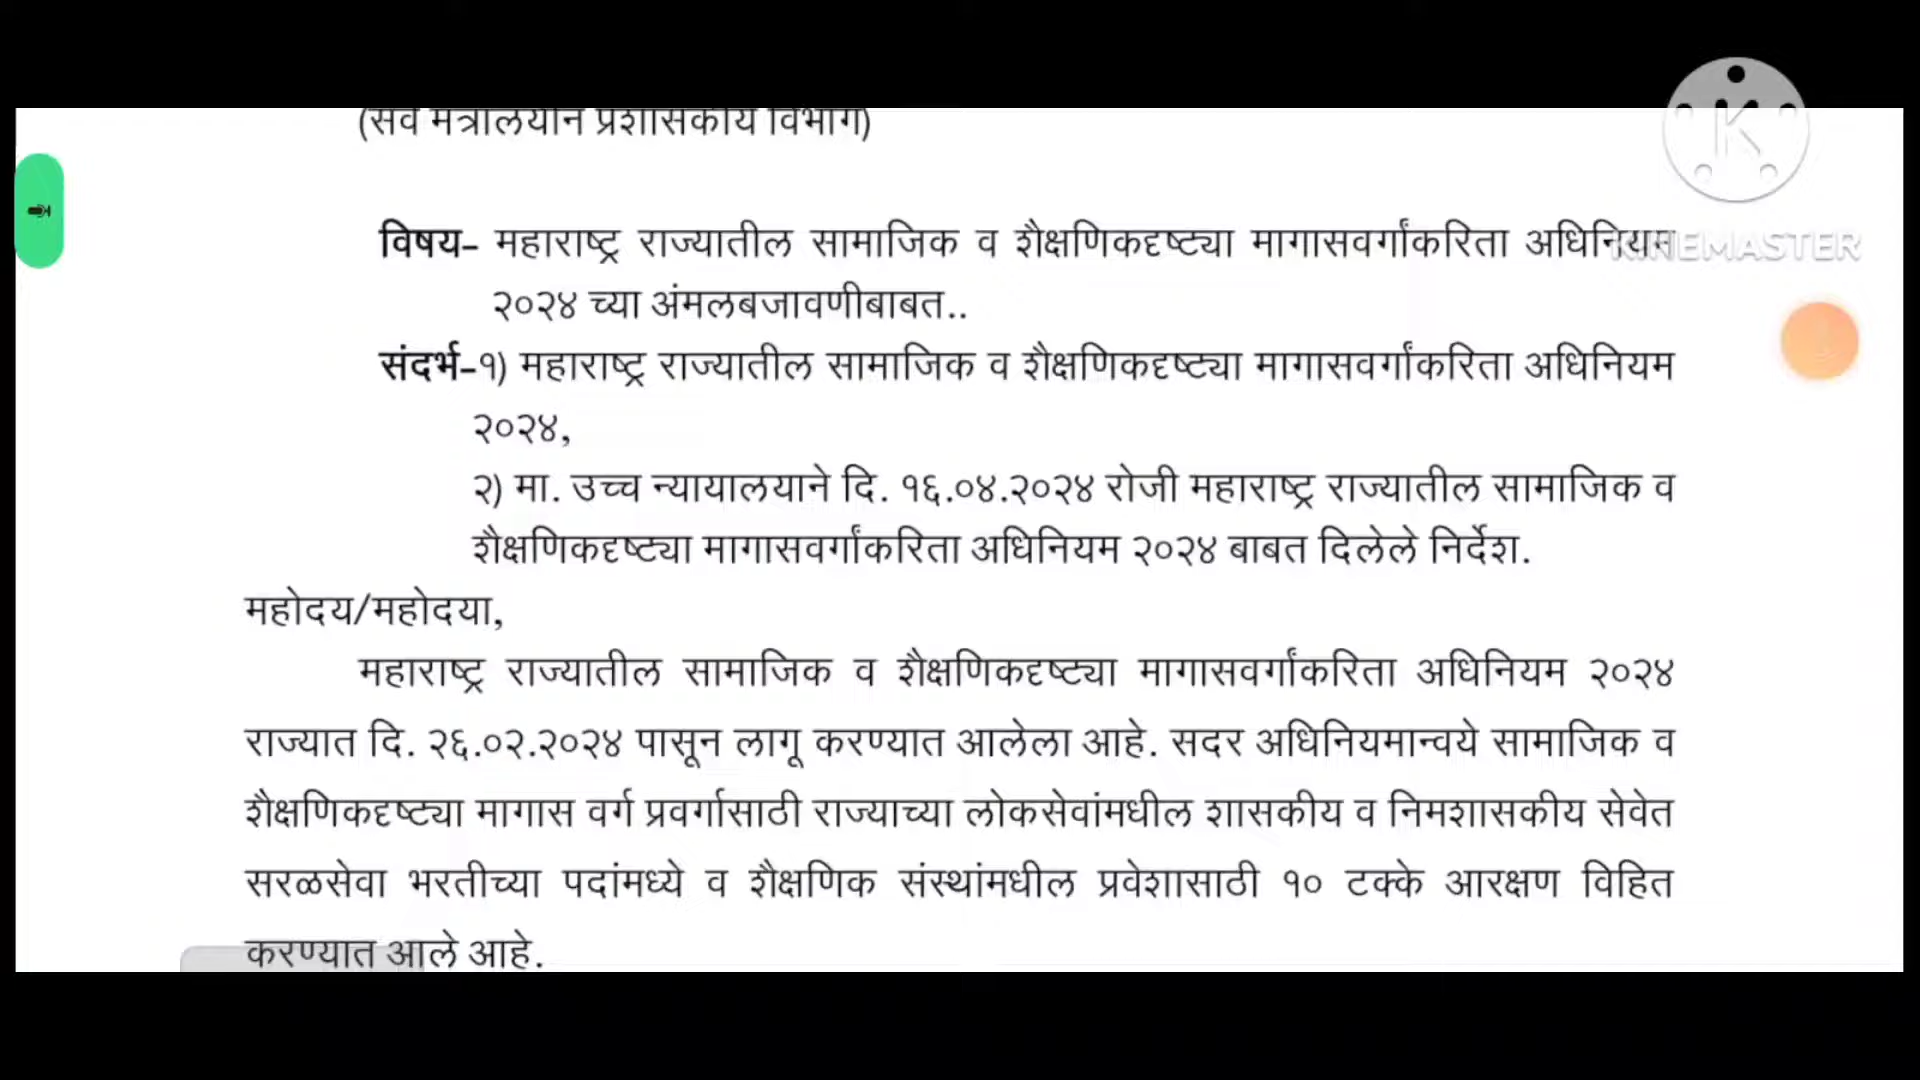 (सर्व मंत्रालयीन प्रशासकीय विभाग)
KINEMASTER
विषय- महाराष्ट्र राज्यातील सामाजिक व शैक्षणिकदृष्ट्या मागासवर्गांकरिता अधिनियम
२०२४ च्या अंमलबजावणीबाबत..
संदर्भ-१) महाराष्ट्र राज्यातील सामाजिक व शैक्षणिकदृष्ट्या मागासवर्गांकरिता अधिनियम
२०२४,
२) मा. उच्च न्यायालयाने दि. १६.०४.२०२४ रोजी महाराष्ट्र राज्यातील सामाजिक व
शैक्षणिकदृष्ट्या मागासवर्गांकरिता अधिनियम २०२४ बाबत दिलेले निर्देश.
महोदय/महोदया,
महाराष्ट्र राज्यातील सामाजिक व शैक्षणिकदृष्ट्या मागासवर्गांकरिता अधिनियम २०२४
राज्यात दि. २६.०२.२०२४ पासून लागू करण्यात आलेला आहे. सदर अधिनियमान्वये सामाजिक व
शैक्षणिकदृष्ट्या मागास वर्ग प्रवर्गासाठी राज्याच्या लोकसेवांमधील शासकीय व निमशासकीय सेवेत
सरळसेवा भरतीच्या पदांमध्ये व शैक्षणिक संस्थांमधील प्रवेशासाठी १० टक्के आरक्षण विहित
करण्यात आले आहे.